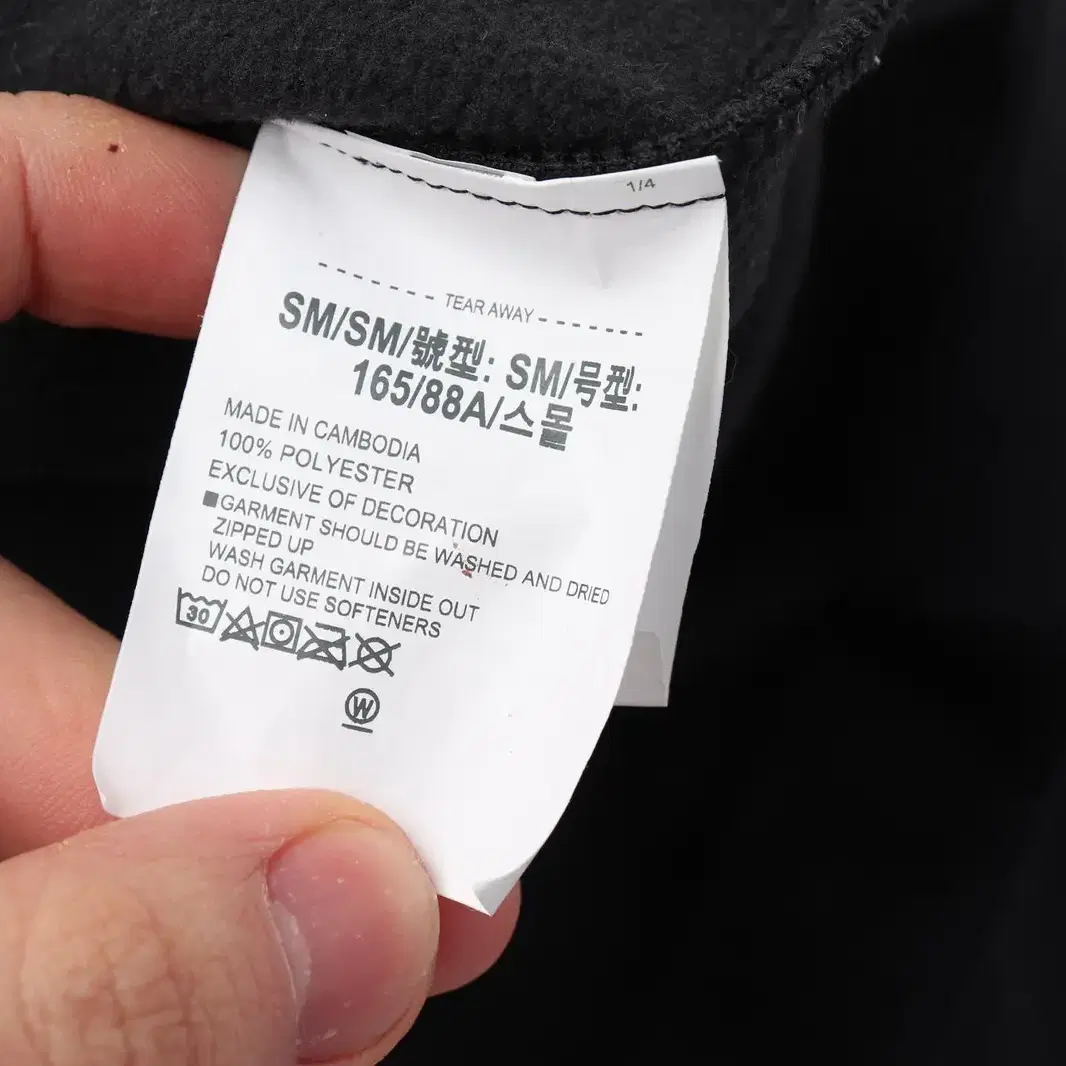 1/4
TEAR AWAY
SM/SM/號型: SM/号型:
165/88A/스몰
MADE IN CAMBODIA
100% POLYESTER
EXCLUSIVE OF DECORATION
■GARMENT SHOULD BE WASHED AND DRIED
ZIPPED UP
WASH GARMENT INSIDE OUT
DO NOT USE SOFTENERS
30
W